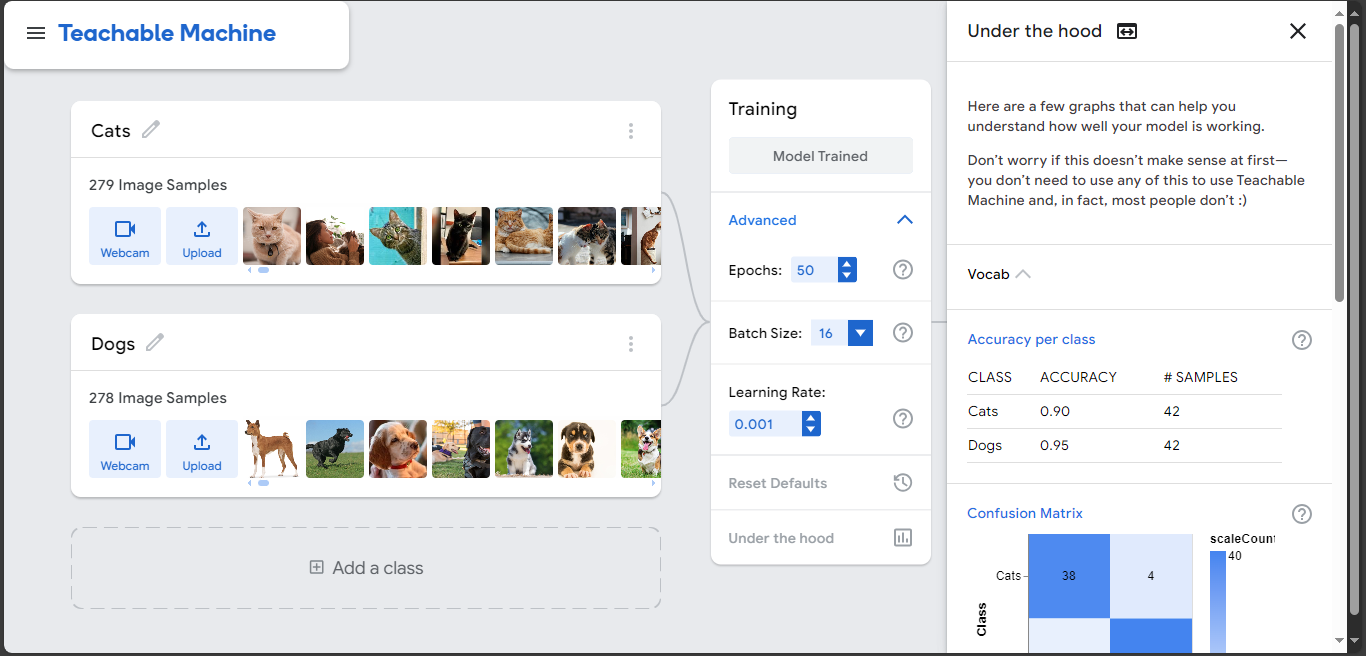 Teachable Machine
Cats
279 Image Samples
Webcam
Upload
Dogs
278 Image Samples
Webcam
Upload
Add a class
Training
Model Trained
Advanced
Epochs: 50
Batch Size: 16
Learning Rate:
0.001
Reset Defaults
Under the hood
Under the hood
Here are a few graphs that can help you
understand how well your model is working.
Don't worry if this doesn't make sense at first—
you don't need to use any of this to use Teachable
Machine and, in fact, most people don't :)
Vocab
Accuracy per class
CLASS ACCURACY # SAMPLES
Cats 0.90 42
Dogs 0.95 42
Confusion Matrix
scaleCount
40
Cats 38 4
Class